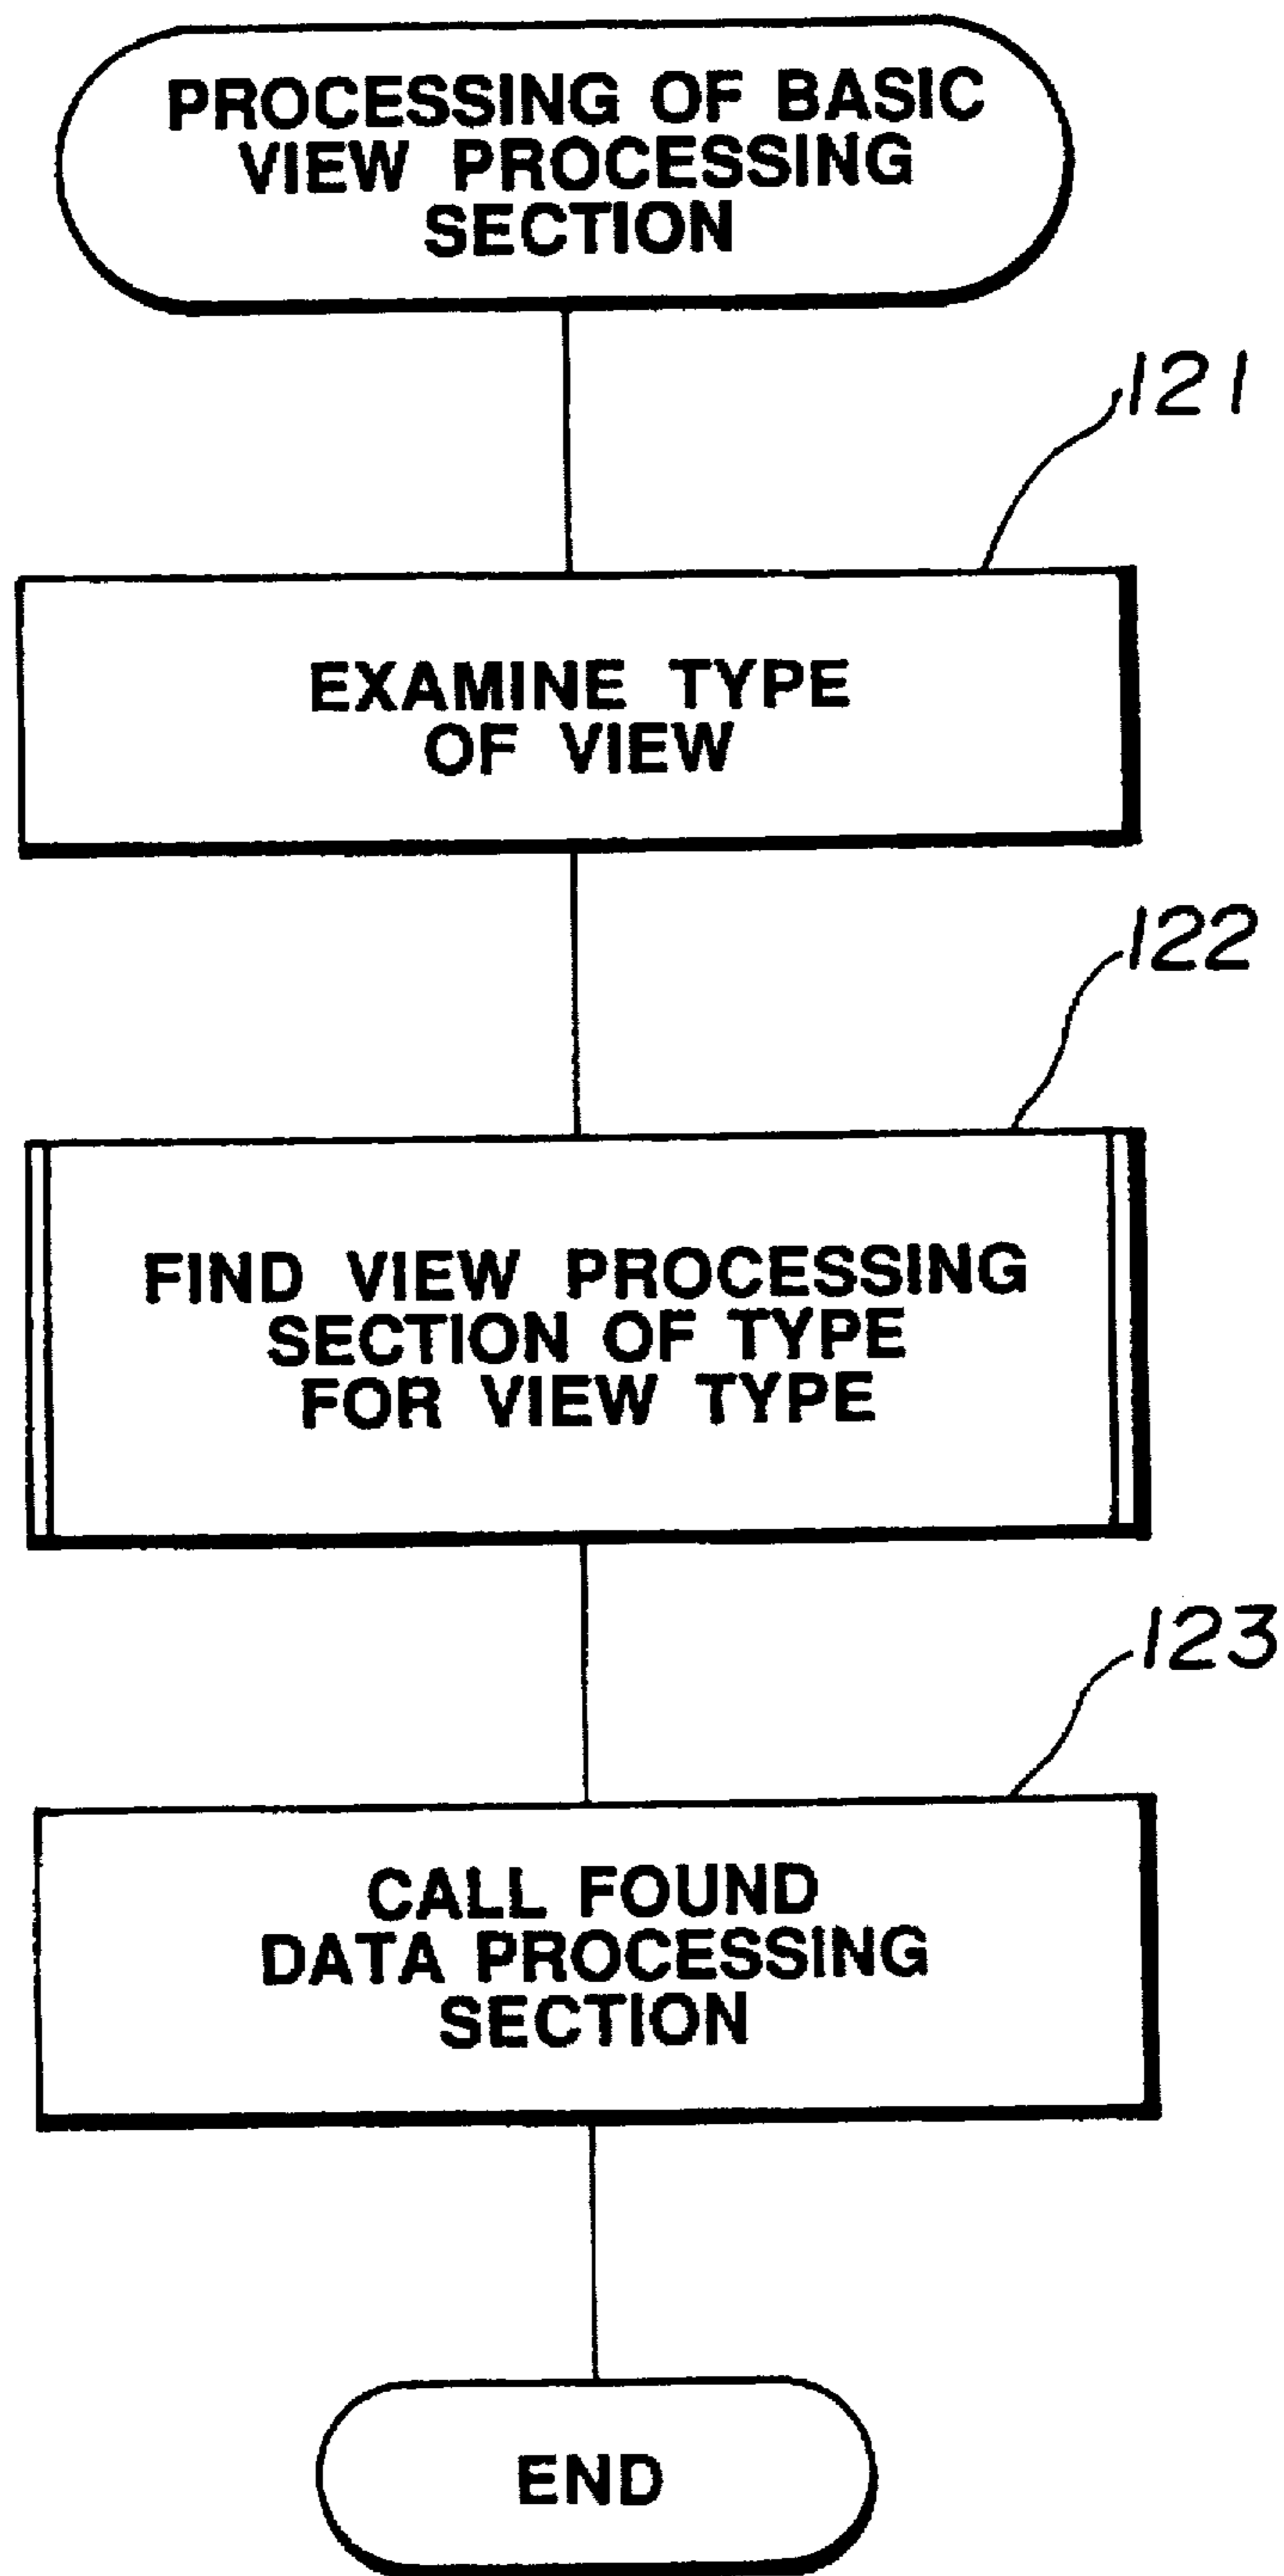 PROCESSING OF BASIC
VIEW PROCESSING
SECTION
121
EXAMINE TYPE
OF VIEW
122
FIND VIEW PROCESSING
SECTION OF TYPE
FOR VIEW TYPE
123
CALL FOUND
DATA PROCESSING
SECTION
END